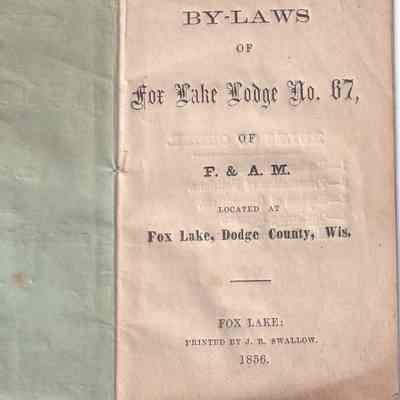 BY-LAWS
OF
Fox Lake Lodge No. 67,
OF
F. & A. M.
LOCATED AT
Fox Lake, Dodge County, Wis.
FOX LAKE:
PRINTED BY J. R. SWALLOW.
1856.